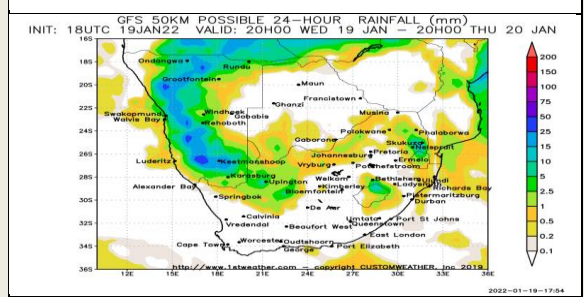 GFS 50KM POSSIBLE 24-HOUR RAINFALL (mm)
INIT: 18UTC 19JAN22 VALID: 20H00 WED 19 JAN – 20H00 THU 20 JAN
16S
Ondangwa
Rundu
18S
Grootfontein
Maun
20S
Francistown
Ghanzi
22S
Swakopmund
Walvis Bay
Windhoek
Gobabis
Rehoboth
Musina
24S
Polokwane
Phalaborwa
Gaborone
Skukuza
Nelspruit
Pretoria
Johannesburg
Ermelo
26S
Luderitz
Keetmanshoop
Vryburg
Potchefstroom
Karasburg
Welkom
Bethlehem
Ulundi
28S
Alexander Bay
Upington
Kimberley
Ladysmith
Richards Bay
Bloemfontein
Springbok
Pietermaritzburg
Durban
30S
De Aar
Calvinia
Umtata
Port St Johns
Vredendal
Beaufort West
Queenstown
32S
East London
Cape Town
Worcester
Oudtshoorn
George
Port Elizabeth
34S
http://www.1stweather.com – copyright CUSTOMWEATHER, Inc 2019
36S
12E 15E 18E 21E 24E 27E 30E 33E 36E
200
150
100
75
50
25
15
10
5
2.5
1
0.5
0.2
0.1
2022-01-19-17:54